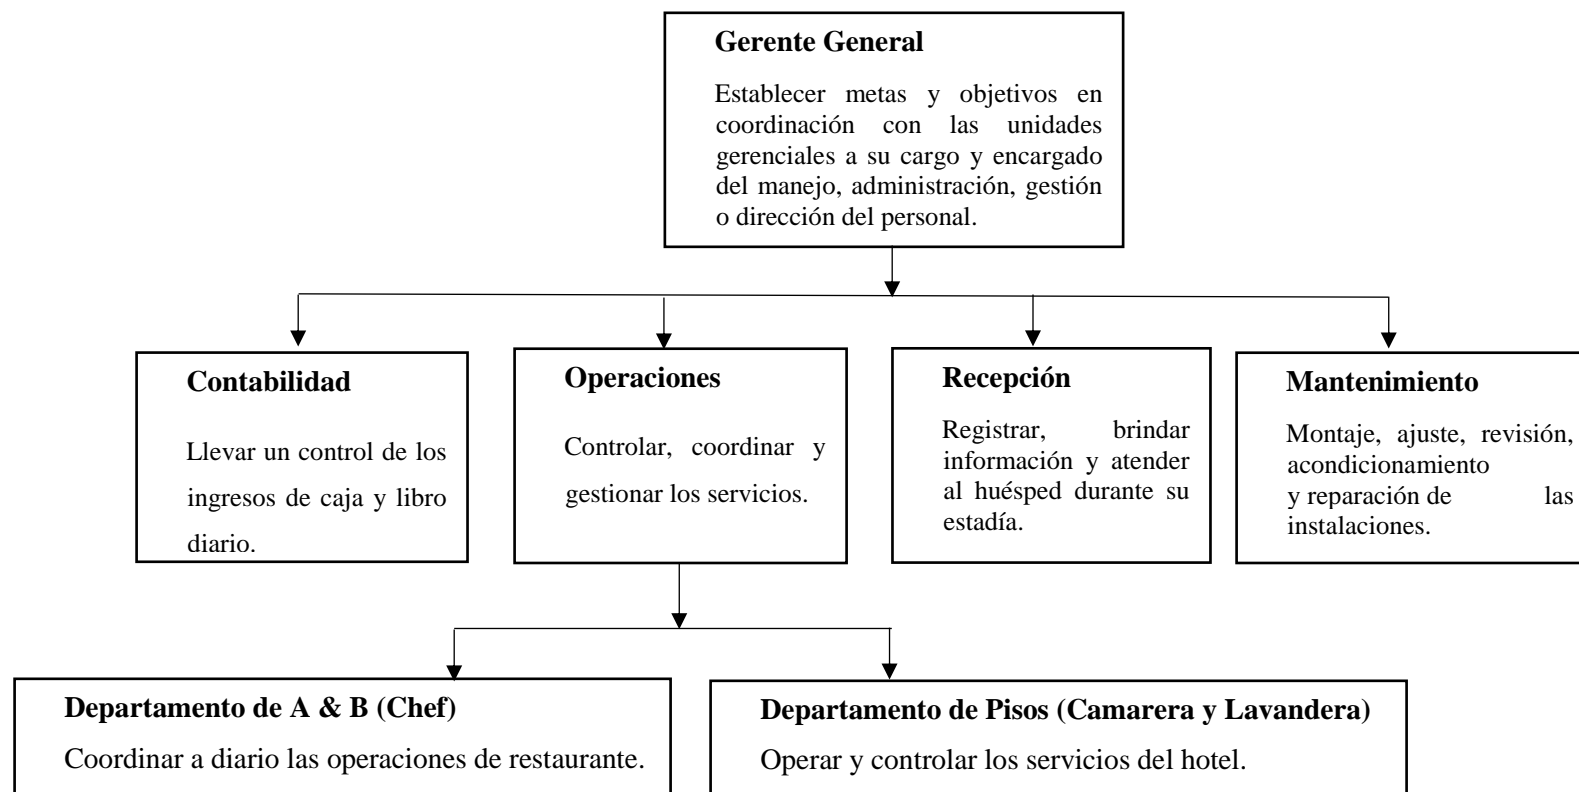 Gerente General
Establecer metas y objetivos en
coordinación con las unidades
gerenciales a su cargo y encargado
del manejo, administración, gestión
o dirección del personal.
Contabilidad
Llevar un control de los
ingresos de caja y libro
diario.
Operaciones
Controlar, coordinar y
gestionar los servicios.
Recepción
Registrar, brindar
información y atender
al huésped durante su
estadía.
Mantenimiento
Montaje, ajuste, revisión,
acondicionamiento
y reparación de las
instalaciones.
Departamento de A & B (Chef)
Coordinar a diario las operaciones de restaurante.
Departamento de Pisos (Camarera y Lavandera)
Operar y controlar los servicios del hotel.